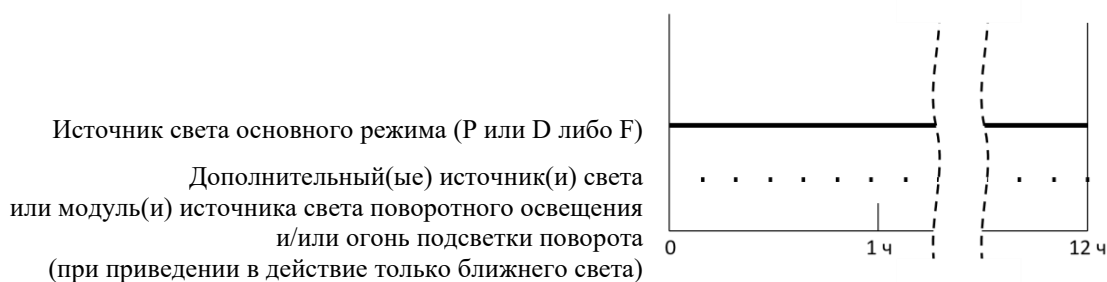 Источник света основного режима (P или D либо F)
Дополнительный(ые) источник(и) света
или модуль(и) источника света поворотного освещения
и/или огонь подсветки поворота
(при приведении в действие только ближнего света)
0 1 ч 12 ч